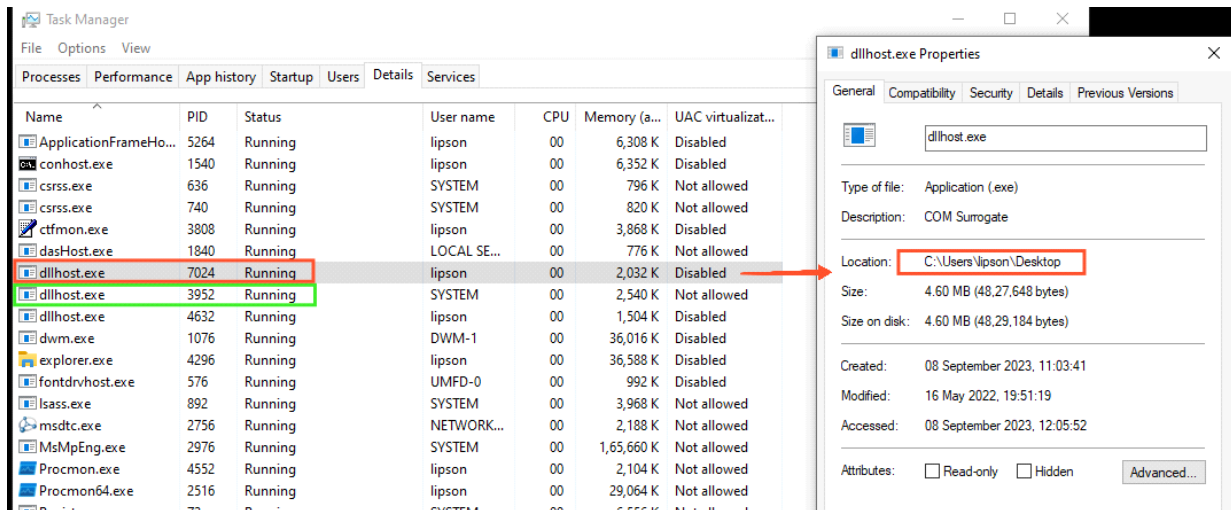 Task Manager
File Options View
Processes Performance App history Startup Users Details Services
Name PID Status User name CPU Memory (a... UAC virtualizat...
ApplicationFrameHo... 5264 Running lipson 00 6,308 K Disabled
conhost.exe 1540 Running lipson 00 6,352 K Disabled
csrss.exe 636 Running SYSTEM 00 796 K Not allowed
csrss.exe 740 Running SYSTEM 00 820 K Not allowed
ctfmon.exe 3808 Running lipson 00 3,868 K Disabled
dasHost.exe 1840 Running LOCAL SE... 00 776 K Not allowed
dllhost.exe 7024 Running lipson 00 2,032 K Disabled
dllhost.exe 3952 Running SYSTEM 00 2,540 K Not allowed
dllhost.exe 4632 Running lipson 00 1,504 K Disabled
dwm.exe 1076 Running DWM-1 00 36,016 K Disabled
explorer.exe 4296 Running lipson 00 36,588 K Disabled
fontdrvhost.exe 576 Running UMFD-0 00 992 K Disabled
lsass.exe 892 Running SYSTEM 00 3,968 K Not allowed
msdtc.exe 2756 Running NETWORK... 00 2,188 K Not allowed
MsMpEng.exe 2976 Running SYSTEM 00 1,65,660 K Not allowed
Procmon.exe 4552 Running lipson 00 2,104 K Not allowed
Procmon64.exe 2516 Running lipson 00 29,064 K Not allowed
dllhost.exe Properties
General Compatibility Security Details Previous Versions
dllhost.exe
Type of file: Application (.exe)
Description: COM Surrogate
Location: C:\Users\lipson\Desktop
Size: 4.60 MB (48,27,648 bytes)
Size on disk: 4.60 MB (48,29,184 bytes)
Created: 08 September 2023, 11:03:41
Modified: 16 May 2022, 19:51:19
Accessed: 08 September 2023, 12:05:52
Attributes: Read-only Hidden Advanced...